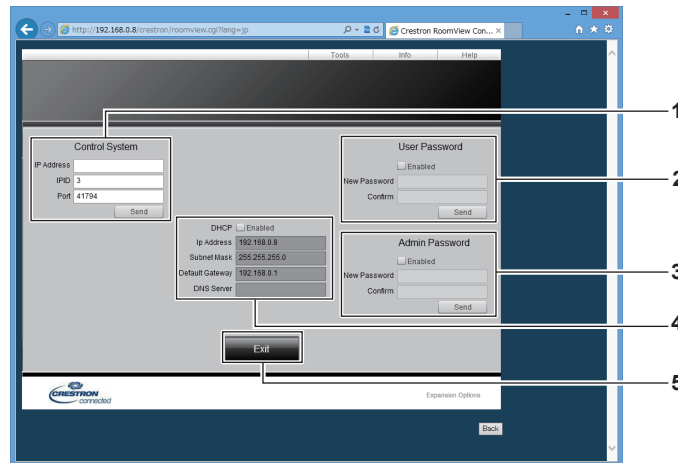 http://192.168.0.8/crestron/roomview.cgi?lang=jp
Crestron RoomView Con... ×
Tools Info Help
1
Control System
IP Address
IPID 3
Port 41794
Send
User Password
Enabled
New Password
Confirm
Send
2
DHCP Enabled
Ip Address 192.168.0.8
Subnet Mask 255.255.255.0
Default Gateway 192.168.0.1
DNS Server
Admin Password
Enabled
New Password
Confirm
Send
3
4
Exit
5
CRESTRON
connected
Expansion Options
Back